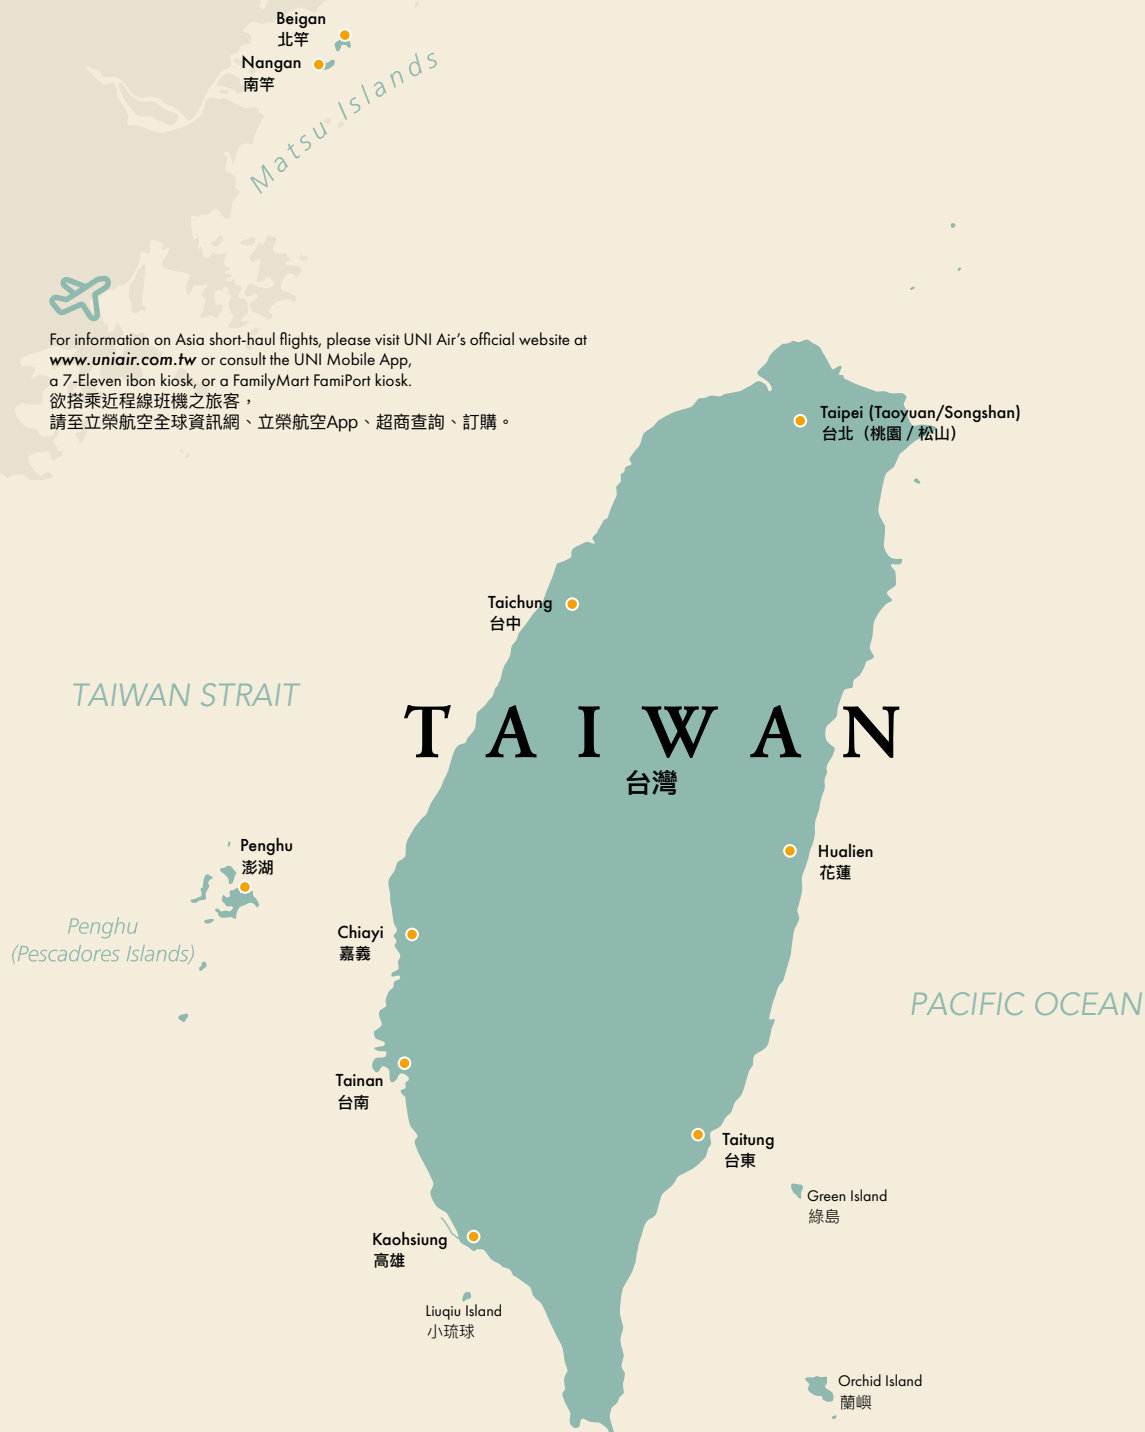 Beigan
北竿
Nangan
南竿
Matsu Islands
For information on Asia short-haul flights, please visit UNI Air's official website at
www.uniair.com.tw or consult the UNI Mobile App,
a 7-Eleven ibon kiosk, or a FamilyMart FamiPort kiosk.
欲搭乘近程線班機之旅客，
請至立榮航空全球資訊網、立榮航空App、超商查詢、訂購。
Taipei (Taoyuan/Songshan)
台北（桃園 / 松山）
Taichung
台中
TAIWAN STRAIT
TAIWAN
台灣
Penghu
澎湖
Hualien
花蓮
Penghu
(Pescadores Islands)
Chiayi
嘉義
PACIFIC OCEAN
Tainan
台南
Taitung
台東
Green Island
綠島
Kaohsiung
高雄
Liuqiu Island
小琉球
Orchid Island
蘭嶼